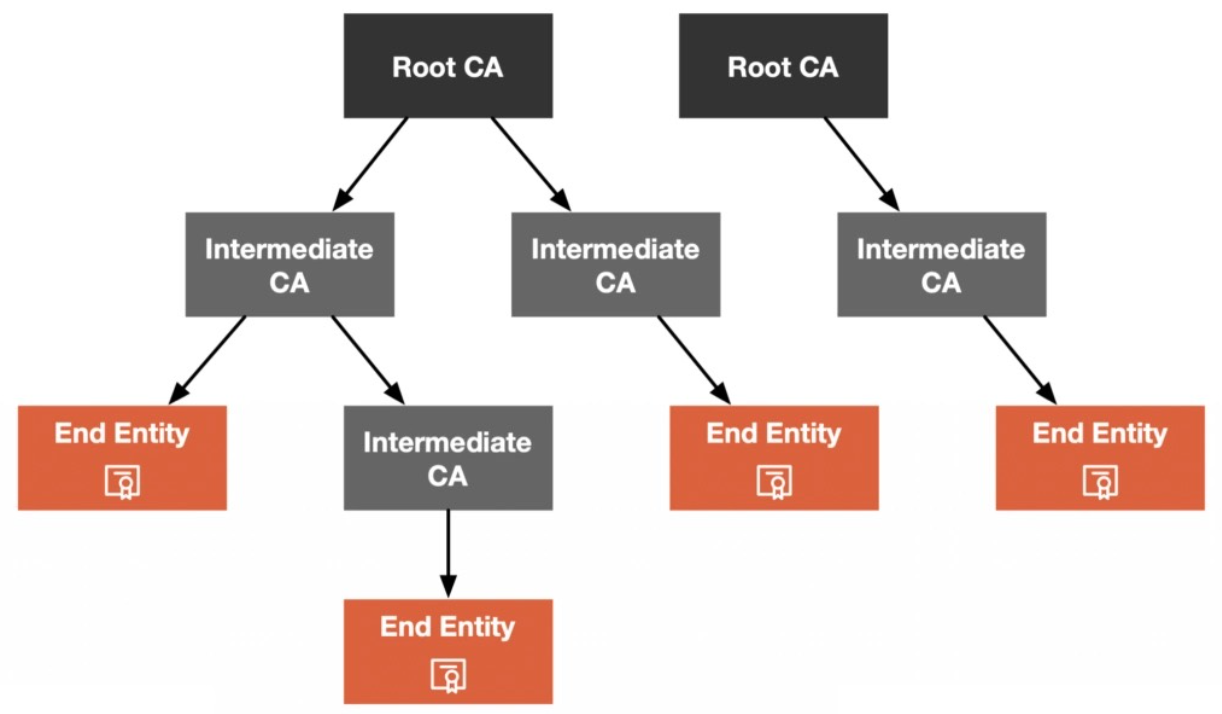 Root CA
Root CA
Intermediate
CA
Intermediate
CA
Intermediate
CA
End Entity
Intermediate
CA
End Entity
End Entity
End Entity